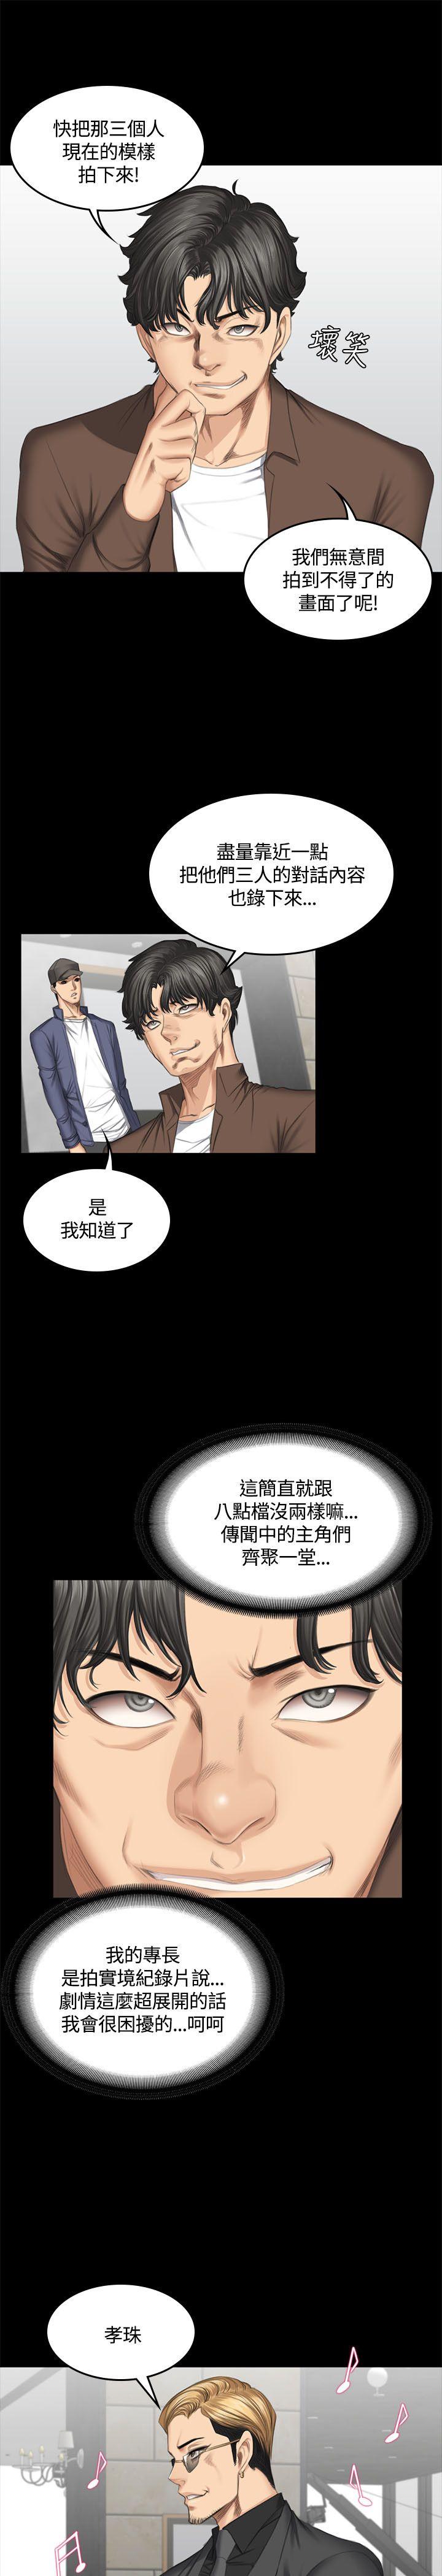 快把那三個人
現在的模樣
拍下來!
壞笑
我們無意間
拍到不得了的
畫面了呢!
盡量靠近一點
把他們三人的對話內容
也錄下來...
是
我知道了
這簡直就跟
八點檔沒兩樣嘛...
傳聞中的主角們
齊聚一堂...
我的專長
是拍實境紀錄片說...
劇情這麼超展開的話
我會很困擾的...呵呵
孝珠